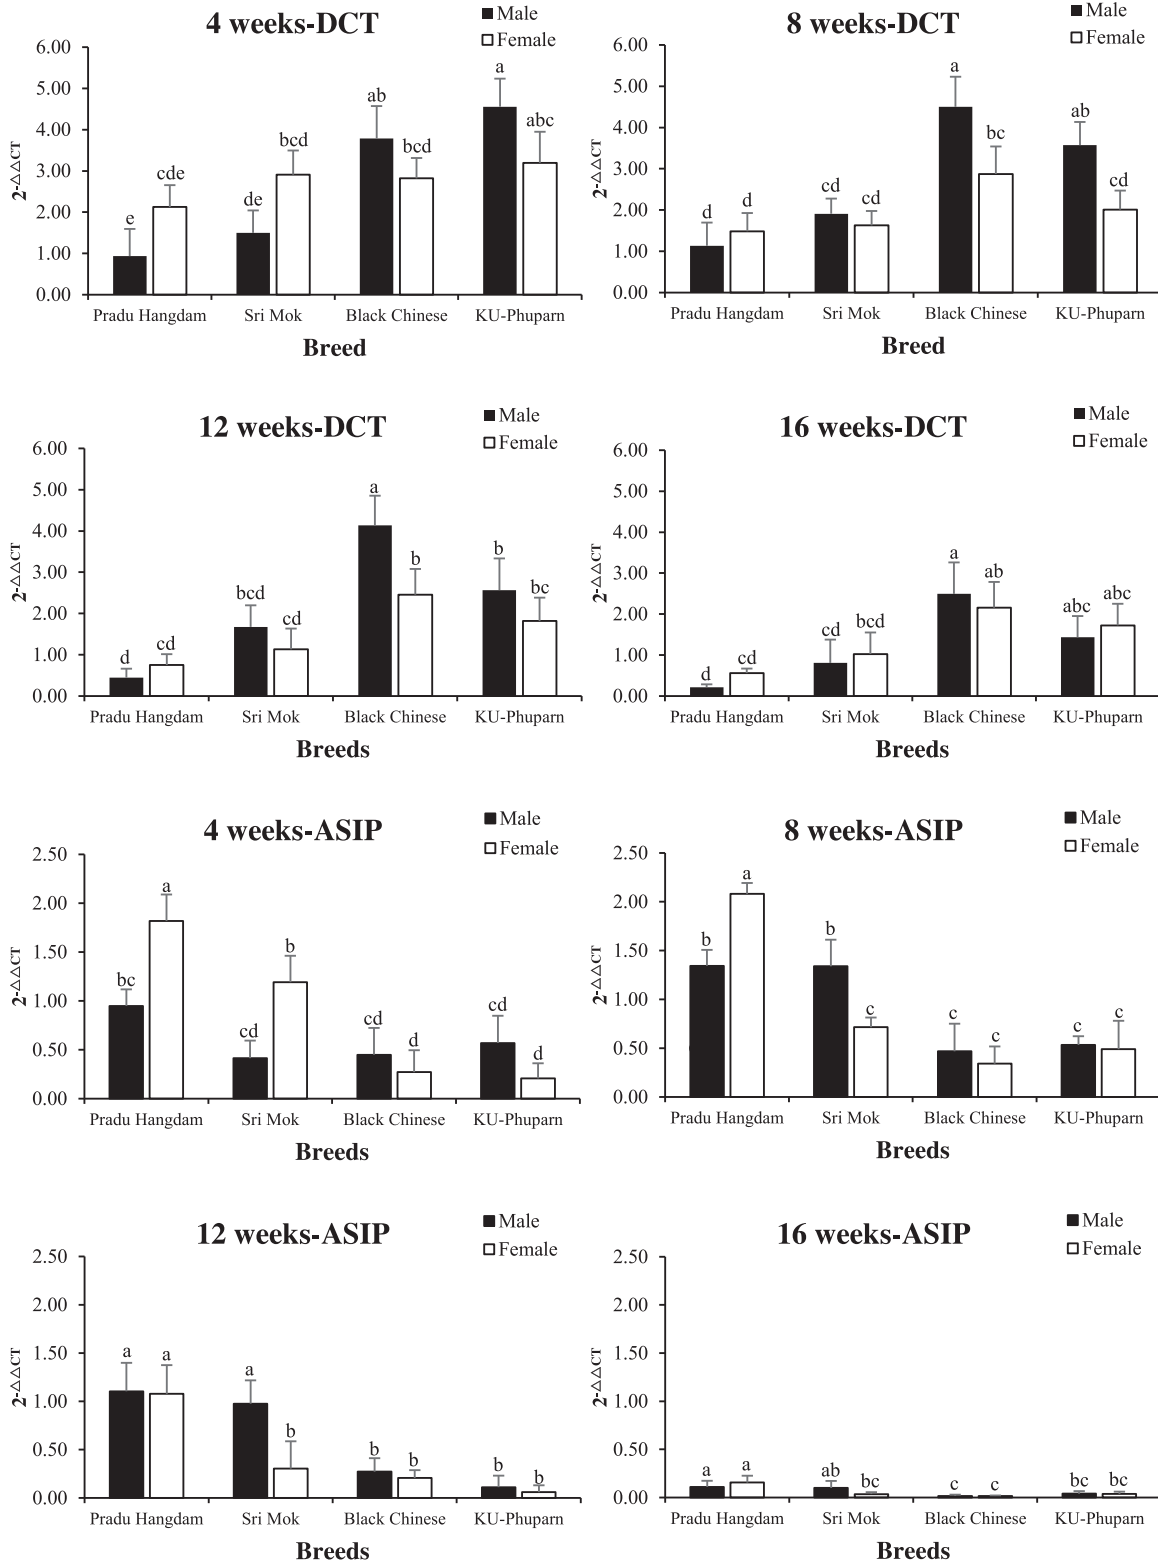 4 weeks-DCT
Male
Female
6.00
5.00
4.00
3.00
2.00
1.00
0.00
2-△△CT
e
cde
de
bcd
ab
bcd
a
abc
Pradu Hangdam
Sri Mok
Black Chinese
KU-Phuparn
Breed
8 weeks-DCT
Male
Female
6.00
5.00
4.00
3.00
2.00
1.00
0.00
2-△△CT
d
d
cd
cd
a
bc
ab
cd
Pradu Hangdam
Sri Mok
Black Chinese
KU-Phuparn
Breed
12 weeks-DCT
Male
Female
6.00
5.00
4.00
3.00
2.00
1.00
0.00
2-△△CT
d
cd
bcd
cd
a
b
b
bc
Pradu Hangdam
Sri Mok
Black Chinese
KU-Phuparn
Breeds
16 weeks-DCT
Male
Female
6.00
5.00
4.00
3.00
2.00
1.00
0.00
2-△△CT
d
cd
cd
bcd
a
ab
abc
abc
Pradu Hangdam
Sri Mok
Black Chinese
KU-Phuparn
Breeds
4 weeks-ASIP
Male
Female
2.50
2.00
1.50
1.00
0.50
0.00
2-△△CT
bc
a
cd
b
cd
d
cd
d
Pradu Hangdam
Sri Mok
Black Chinese
KU-Phuparn
Breeds
8 weeks-ASIP
Male
Female
2.50
2.00
1.50
1.00
0.50
0.00
2-△△CT
b
a
b
c
c
c
c
c
Pradu Hangdam
Sri Mok
Black Chinese
KU-Phuparn
Breeds
12 weeks-ASIP
Male
Female
2.50
2.00
1.50
1.00
0.50
0.00
2-△△CT
a
a
a
b
b
b
b
b
Pradu Hangdam
Sri Mok
Black Chinese
KU-Phuparn
Breeds
16 weeks-ASIP
Male
Female
2.50
2.00
1.50
1.00
0.50
0.00
2-△△CT
a
a
ab
bc
c
c
bc
bc
Pradu Hangdam
Sri Mok
Black Chinese
KU-Phuparn
Breeds